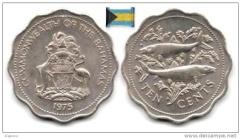 COMMONWEALTH OF THE BAHAMAS
1975
TEN CENTS